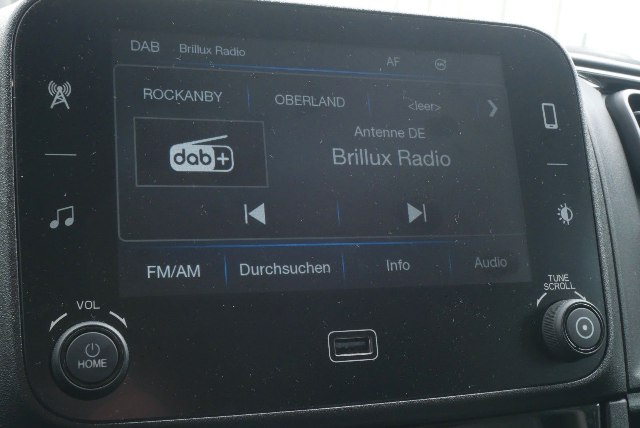 DAB Brillux Radio
AF
ROCKANBY OBERLAND <leer>
Antenne DE
dab+
Brillux Radio
FM/AM Durchsuchen Info Audio
VOL
TUNE
SCROLL
HOME